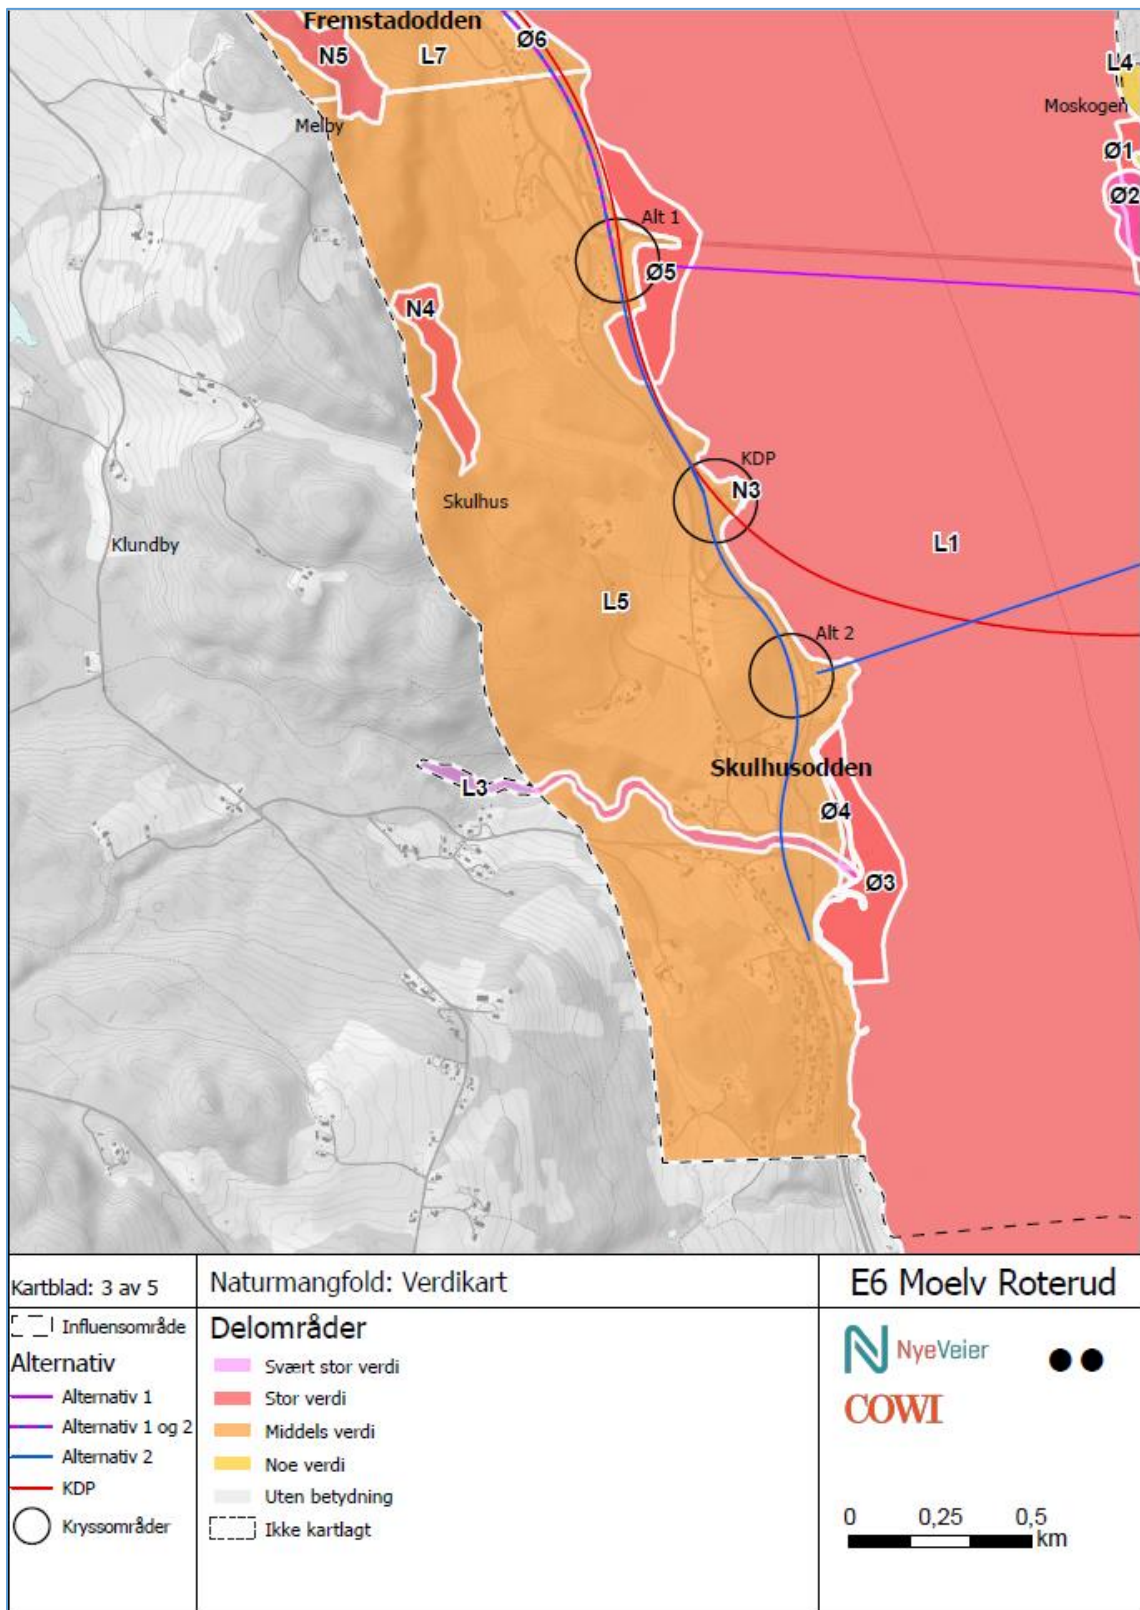 Fremstadodden
Ø6
N5
L7
L4
Moskogen
Melby
Ø1
Ø2
Alt 1
Ø5
N4
KDP
N3
Skulhus
Klundby
L1
L5
Alt 2
Skulhusodden
L3
Ø4
Ø3
Kartblad: 3 av 5
Naturmangfold: Verdikart
E6 Moelv Roterud
Influensområde
Alternativ
Alternativ 1
Alternativ 1 og 2
Alternativ 2
KDP
Kryssområder
Delområder
Svært stor verdi
Stor verdi
Middels verdi
Noe verdi
Uten betydning
Ikke kartlagt
NyeVeier
COWI
0 0,25 0,5
km